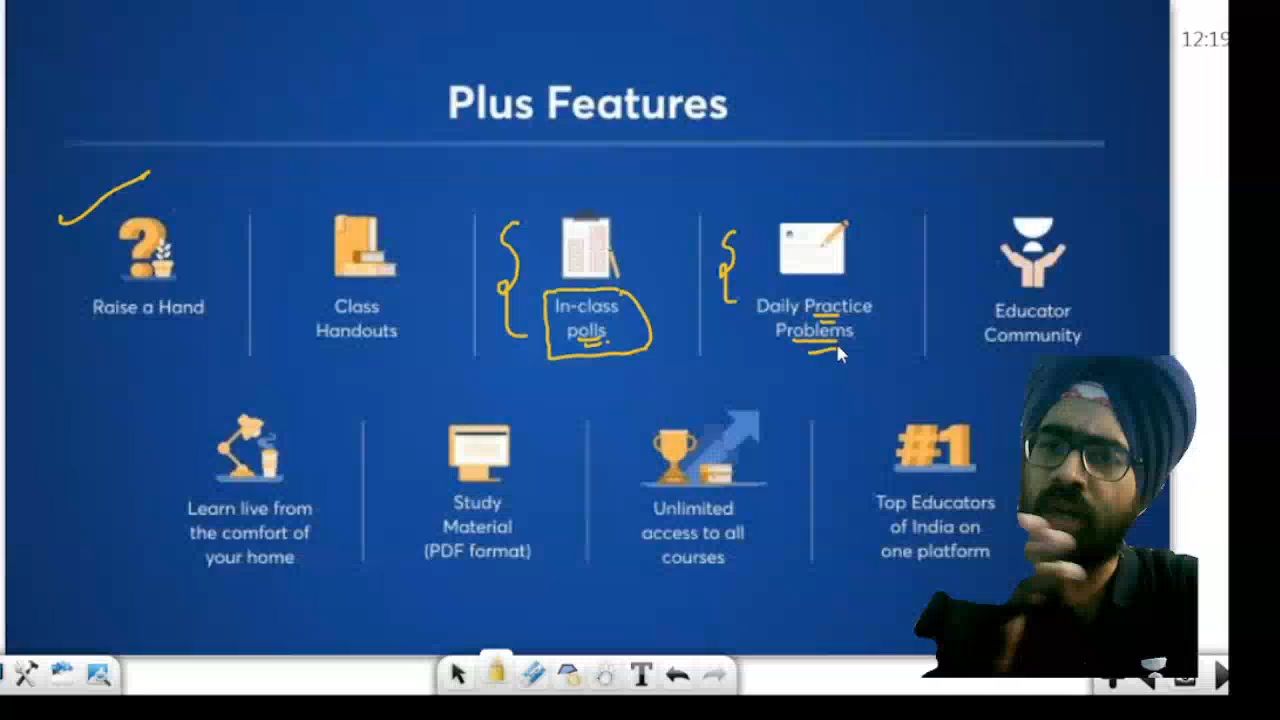 12:19
Plus Features
Raise a Hand
Class
Handouts
In-class
polls
Daily Practice
Problems
Educator
Community
Learn live from
the comfort of
your home
Study
Material
(PDF format)
Unlimited
access to all
courses
#1
Top Educators
of India on
one platform
T